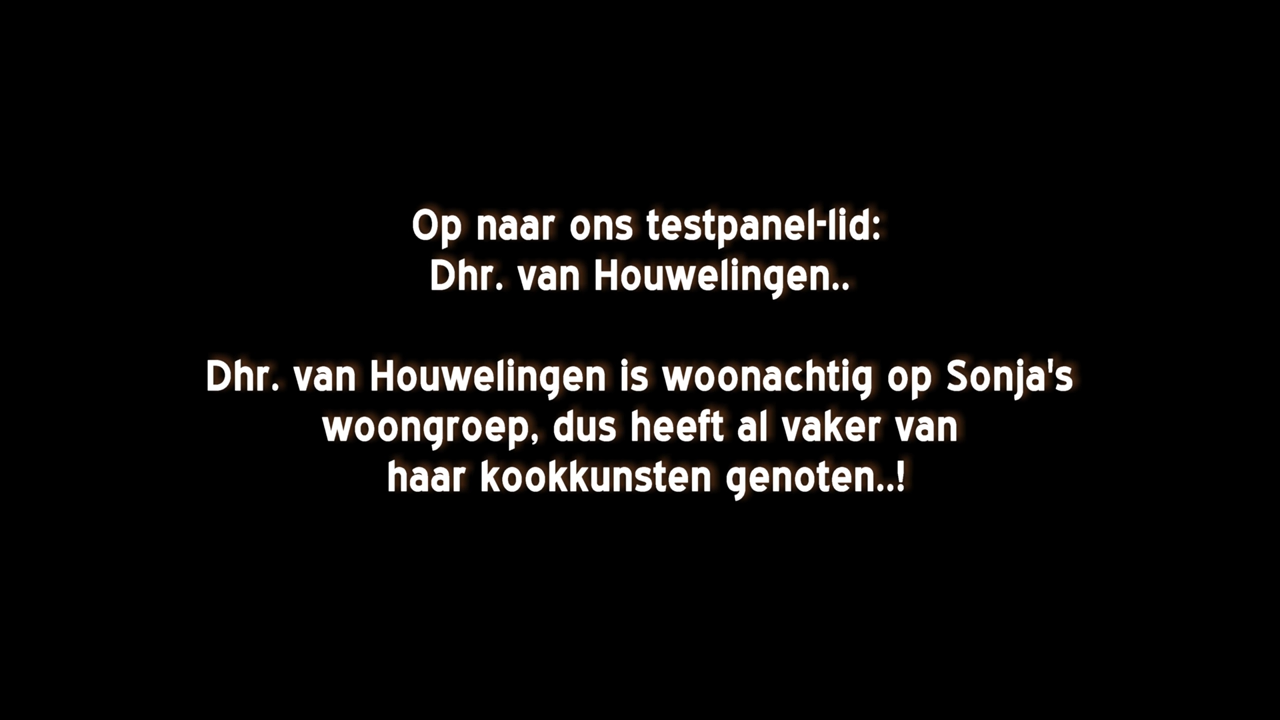 Op naar ons testpanel-lid:
Dhr. van Houwelingen..
Dhr. van Houwelingen is woonachtig op Sonja's
woongroep, dus heeft al vaker van
haar kookkunsten genoten..!